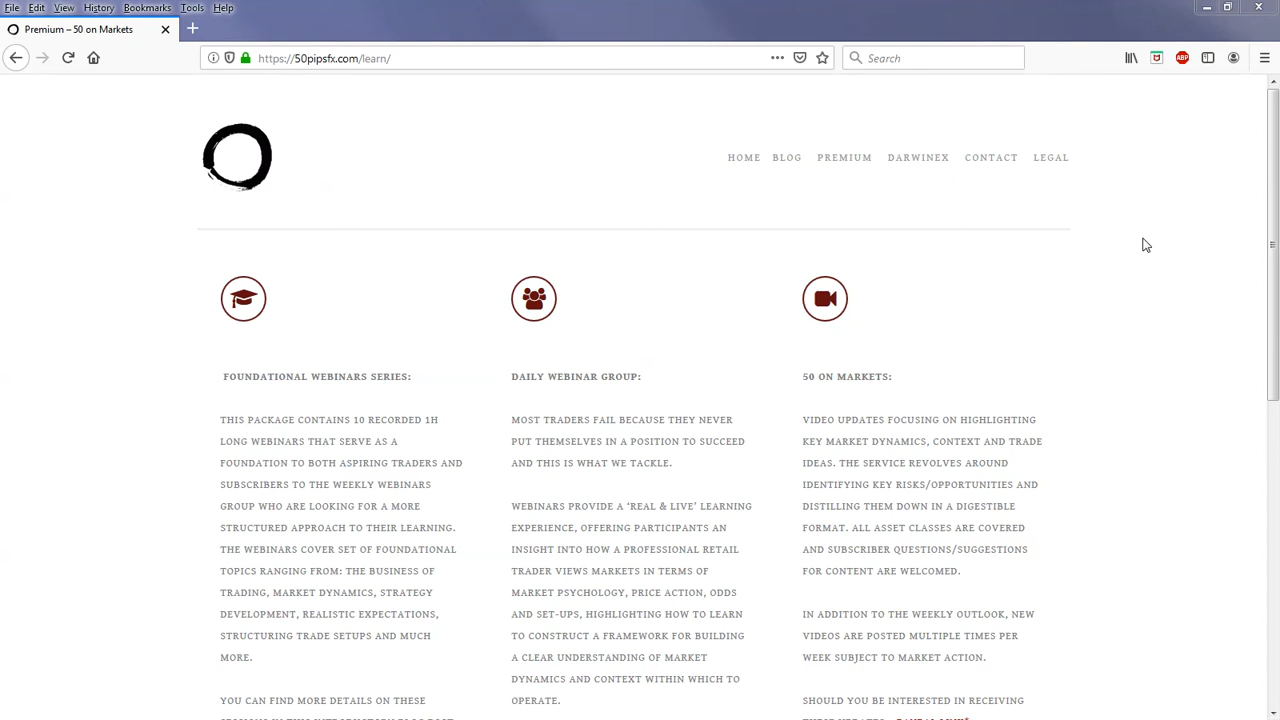 File Edit View History Bookmarks Tools Help
Premium – 50 on Markets
https://50pipsfx.com/learn/
Search
ABP
HOME BLOG PREMIUM DARWINEX CONTACT LEGAL
FOUNDATIONAL WEBINARS SERIES:
THIS PACKAGE CONTAINS 10 RECORDED 1H
LONG WEBINARS THAT SERVE AS A
FOUNDATION TO BOTH ASPIRING TRADERS AND
SUBSCRIBERS TO THE WEEKLY WEBINARS
GROUP WHO ARE LOOKING FOR A MORE
STRUCTURED APPROACH TO THEIR LEARNING.
THE WEBINARS COVER SET OF FOUNDATIONAL
TOPICS RANGING FROM: THE BUSINESS OF
TRADING, MARKET DYNAMICS, STRATEGY
DEVELOPMENT, REALISTIC EXPECTATIONS,
STRUCTURING TRADE SETUPS AND MUCH
MORE.
YOU CAN FIND MORE DETAILS ON THESE
DAILY WEBINAR GROUP:
MOST TRADERS FAIL BECAUSE THEY NEVER
PUT THEMSELVES IN A POSITION TO SUCCEED
AND THIS IS WHAT WE TACKLE.
WEBINARS PROVIDE A ‘REAL & LIVE’ LEARNING
EXPERIENCE, OFFERING PARTICIPANTS AN
INSIGHT INTO HOW A PROFESSIONAL RETAIL
TRADER VIEWS MARKETS IN TERMS OF
MARKET PSYCHOLOGY, PRICE ACTION, ODDS
AND SET-UPS, HIGHLIGHTING HOW TO LEARN
TO CONSTRUCT A FRAMEWORK FOR BUILDING
A CLEAR UNDERSTANDING OF MARKET
DYNAMICS AND CONTEXT WITHIN WHICH TO
OPERATE.
50 ON MARKETS:
VIDEO UPDATES FOCUSING ON HIGHLIGHTING
KEY MARKET DYNAMICS, CONTEXT AND TRADE
IDEAS. THE SERVICE REVOLVES AROUND
IDENTIFYING KEY RISKS/OPPORTUNITIES AND
DISTILLING THEM DOWN IN A DIGESTIBLE
FORMAT. ALL ASSET CLASSES ARE COVERED
AND SUBSCRIBER QUESTIONS/SUGGESTIONS
FOR CONTENT ARE WELCOMED.
IN ADDITION TO THE WEEKLY OUTLOOK, NEW
VIDEOS ARE POSTED MULTIPLE TIMES PER
WEEK SUBJECT TO MARKET ACTION.
SHOULD YOU BE INTERESTED IN RECEIVING